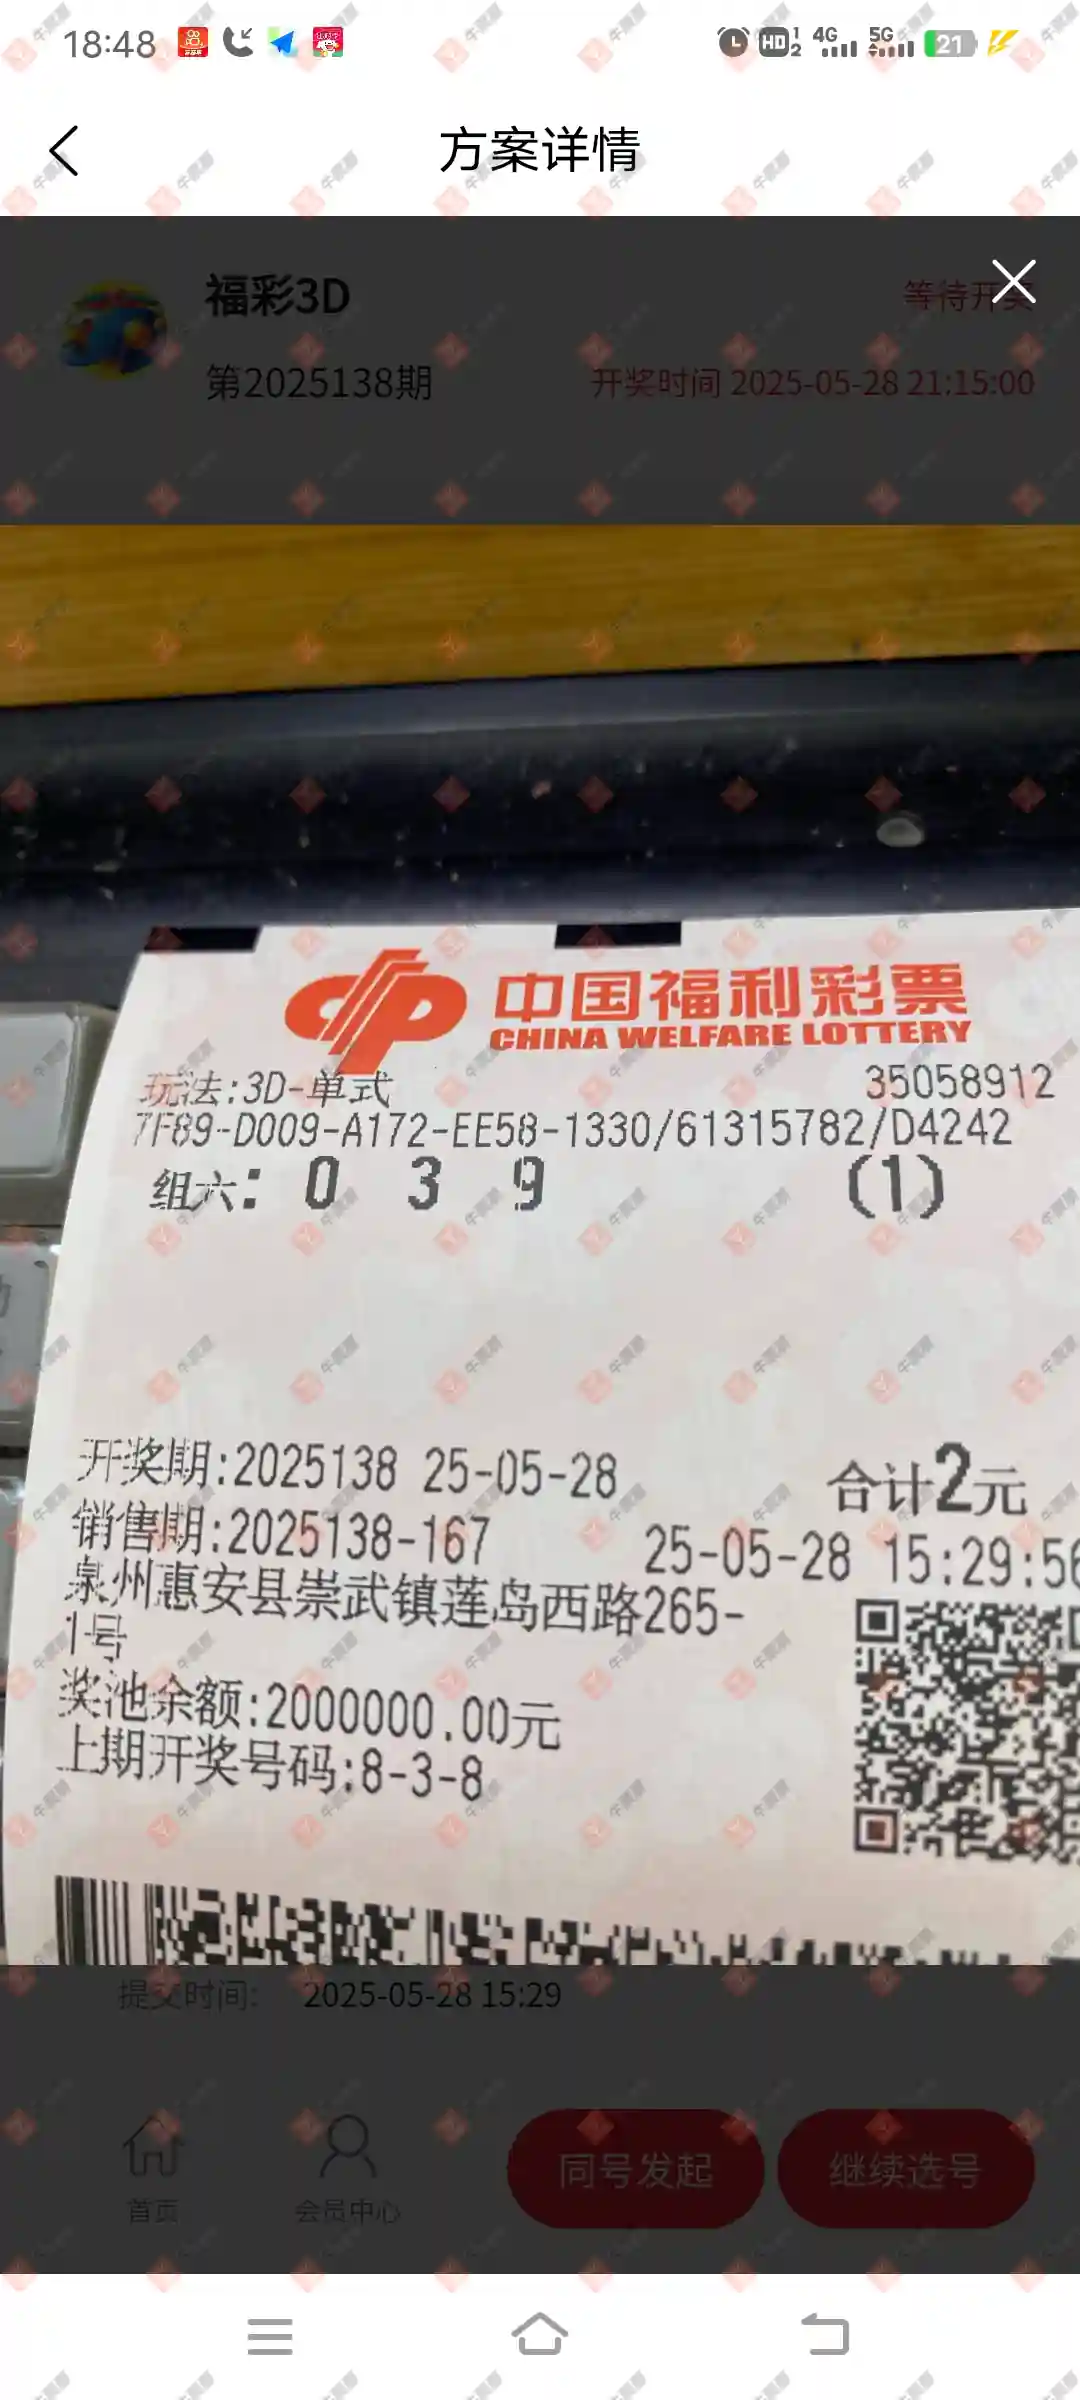 18:48
HD 1 2 4G 5G 21
方案详情
福彩3D
等待开奖
第2025138期
开奖时间 2025-05-28 21:15:00
中国福利彩票
CHINA WELFARE LOTTERY
玩法:3D-单式
35058912
7F89-D009-A172-EE58-1330/61315782/D4242
组六: 0 3 9 (1)
开奖期:2025138 25-05-28
合计2元
销售期:2025138-167
25-05-28 15:29:56
泉州惠安县崇武镇莲岛西路265-
1号
奖池余额:2000000.00元
上期开奖号码:8-3-8
提交时间: 2025-05-28 15:29
首页
会员中心
同号发起
继续选号